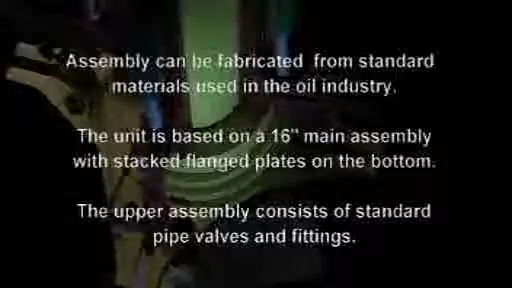 Assembly can be fabricated from standard
materials used in the oil industry.
The unit is based on a 16" main assembly
with stacked flanged plates on the bottom.
The upper assembly consists of standard
pipe valves and fittings.